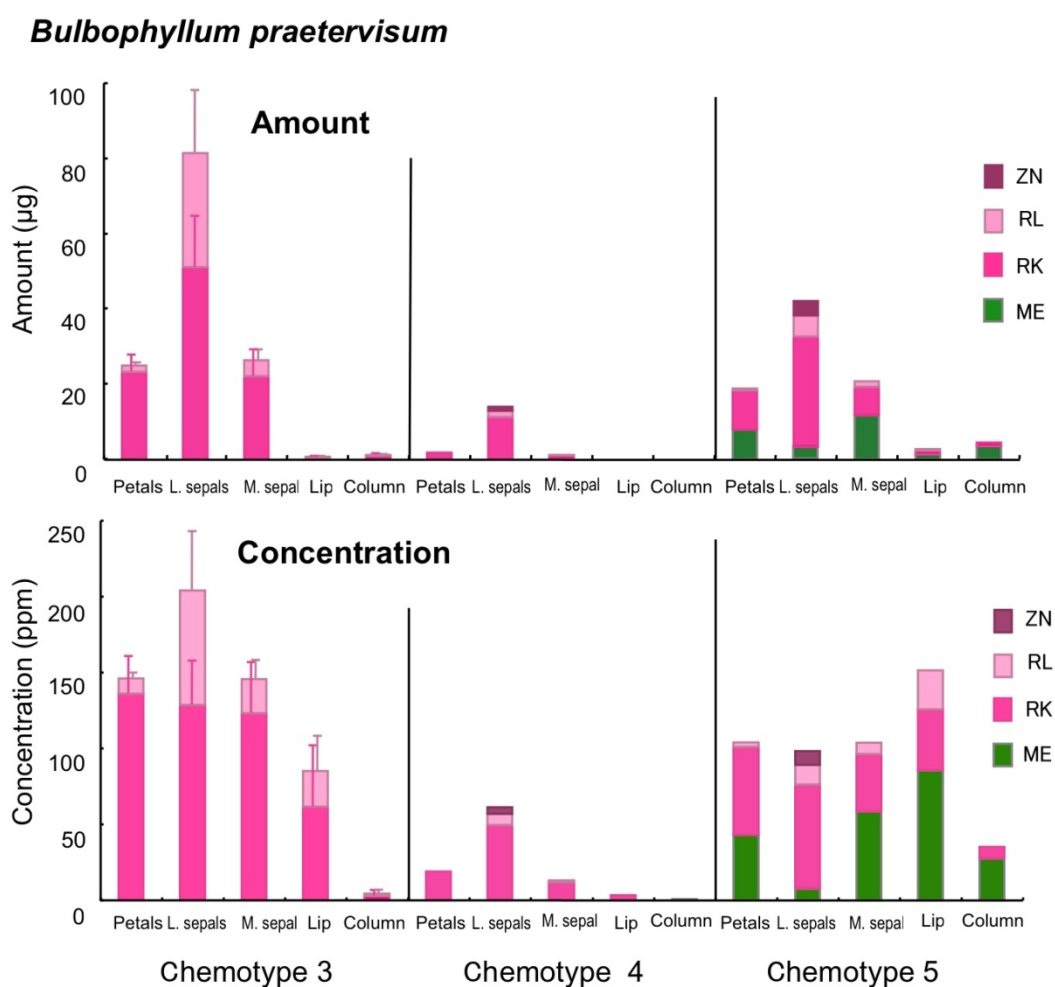 Bulbophyllum praetervisum
Amount
Amount (µg)
100
80
60
40
20
0
ZN
RL
RK
ME
Petals L. sepals M. sepal Lip Column Petals L. sepals M. sepal Lip Column Petals L. sepals M. sepal Lip Column
Concentration
Concentration (ppm)
250
200
150
100
50
0
ZN
RL
RK
ME
Petals L. sepals M. sepal Lip Column Petals L. sepals M. sepal Lip Column Petals L. sepals M. sepal Lip Column
Chemotype 3 Chemotype 4 Chemotype 5